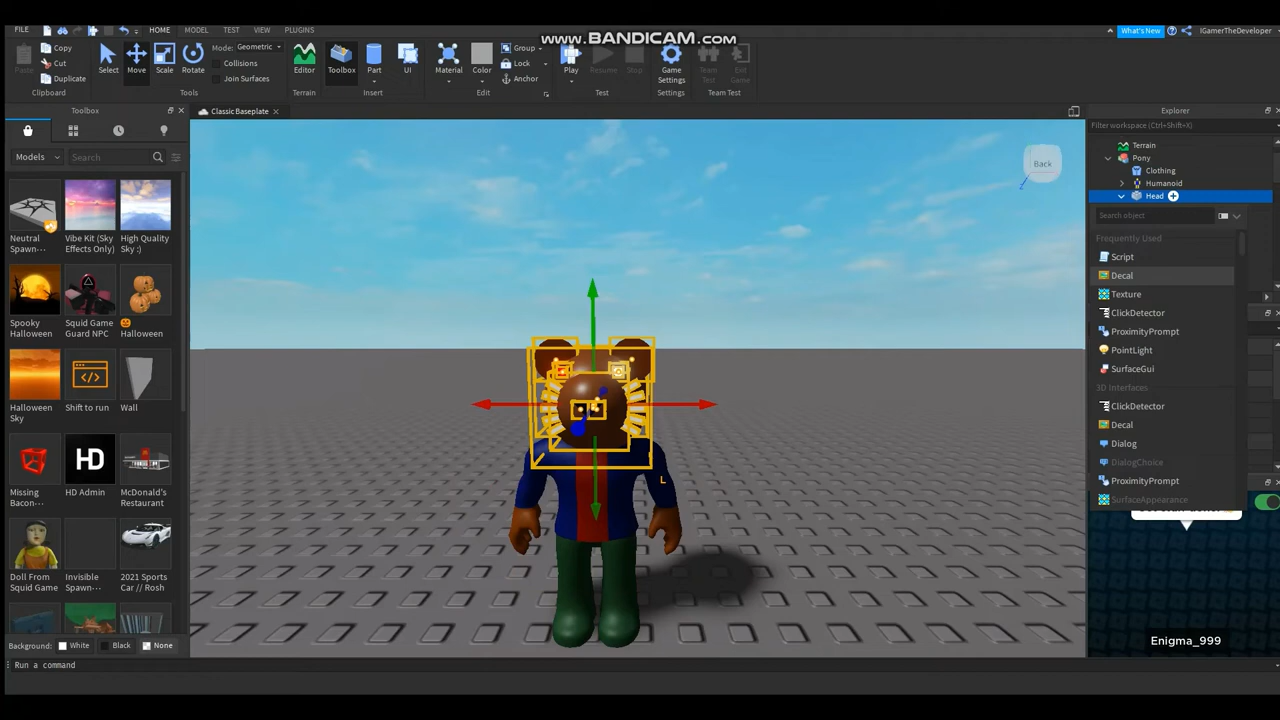 www.BANDICAM.com
FILE
HOME
MODEL
TEST
VIEW
PLUGINS
What's New
IGamerTheDeveloper
Paste
Copy
Cut
Duplicate
Clipboard
Select
Move
Scale
Rotate
Mode: Geometric
Collisions
Join Surfaces
Tools
Editor
Terrain
Toolbox
Part
UI
Insert
Material
Color
Group
Lock
Anchor
Edit
Play
Resume
Stop
Test
Game
Settings
Settings
Team
Test
Exit
Game
Team Test
Toolbox
ClassicBaseplate
Explorer
Models
Search
Neutral
Spawn...
Vibe Kit (Sky
Effects Only)
High Quality
Sky :)
Spooky
Halloween
Squid Game
Guard NPC
Halloween
Halloween
Sky
Shift to run
Wall
Missing
Bacon...
HD
HD Admin
McDonald's
Restaurant
Doll From
Squid Game
Invisible
Spawn...
2021 Sports
Car // Rosh
Background:
White
Black
None
Run a command
Back
L
Filter workspace (Ctrl+Shift+X)
Terrain
Pony
Clothing
Humanoid
Head
Search object
Frequently Used
Script
Decal
Texture
ClickDetector
ProximityPrompt
PointLight
SurfaceGui
3D Interfaces
ClickDetector
Decal
Dialog
DialogChoice
ProximityPrompt
SurfaceAppearance
Enigma_999